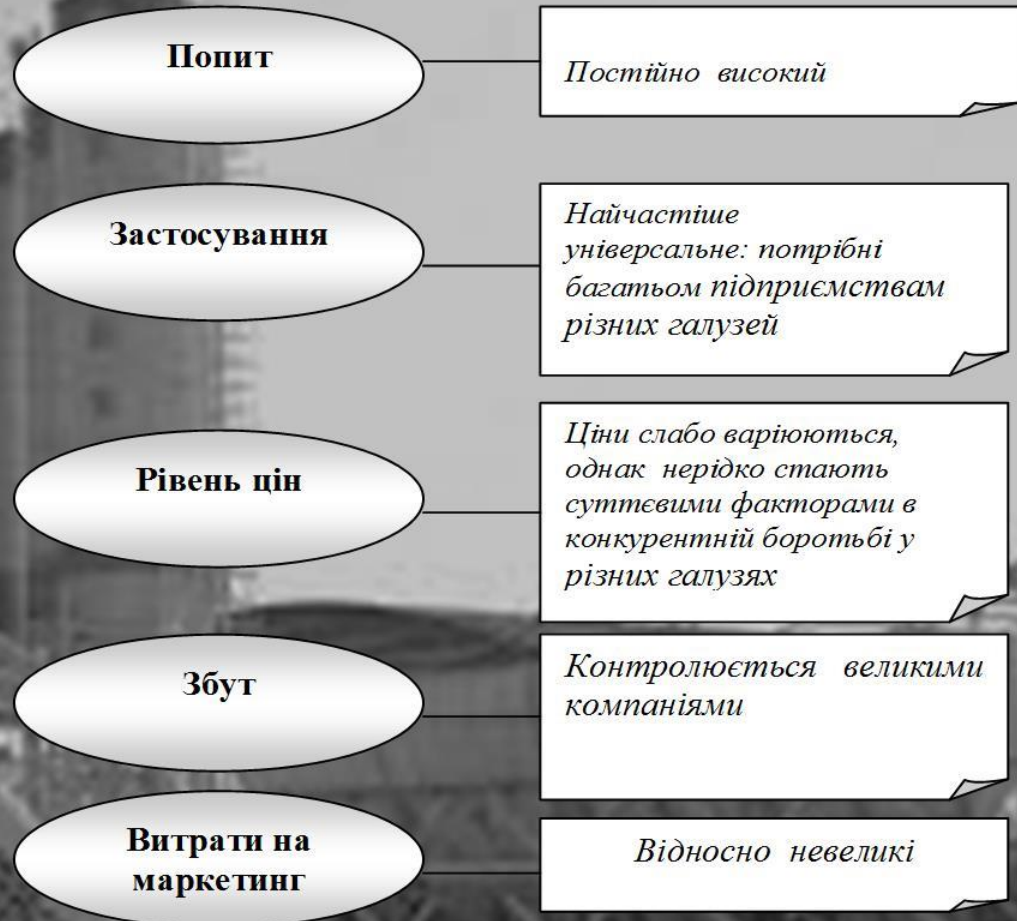 Попит
Постійно високий
Застосування
Найчастіше
універсальне: потрібні
багатьом підприємствам
різних галузей
Рівень цін
Ціни слабо варіюються,
однак нерідко стають
суттєвими факторами в
конкурентній боротьбі у
різних галузях
Збут
Контролюється великими
компаніями
Витрати на
маркетинг
Відносно невеликі